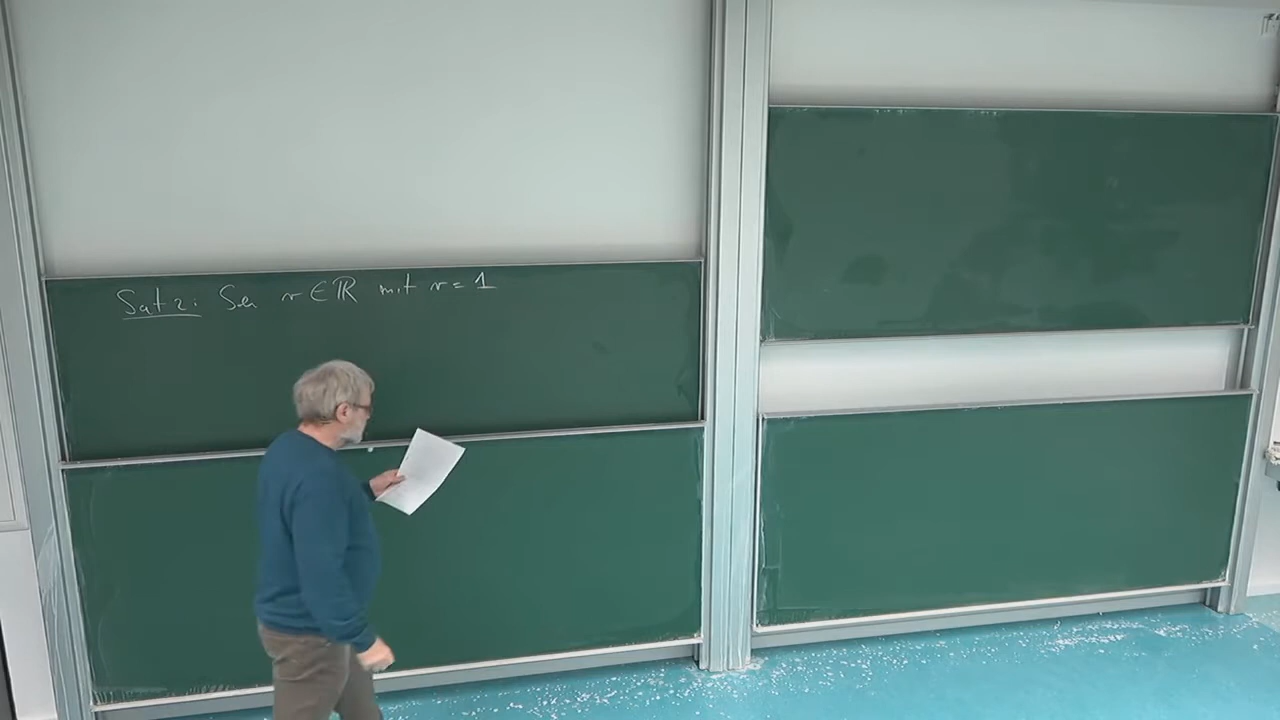 Satz: Sei r ∈ ℝ mit r = 1